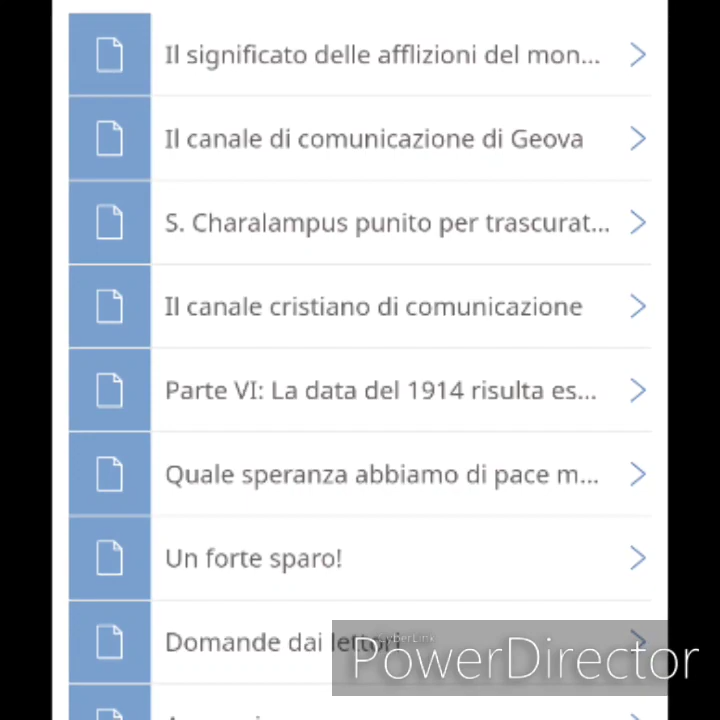 Il significato delle afflizioni del mon...
Il canale di comunicazione di Geova
S. Charalampus punito per trascurat...
Il canale cristiano di comunicazione
Parte VI: La data del 1914 risulta es...
Quale speranza abbiamo di pace m...
Un forte sparo!
Domande dai lettori
CyberLink
PowerDirector